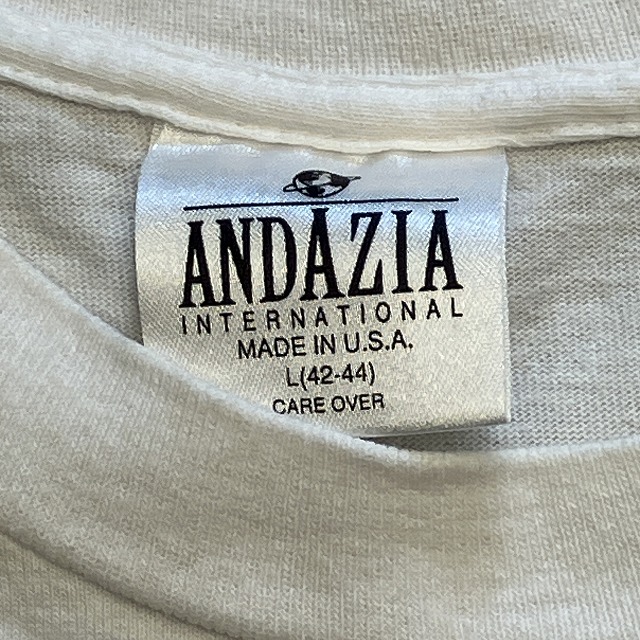 ANDAZIA
INTERNATIONAL
MADE IN U.S.A.
L(42-44)
CARE OVER